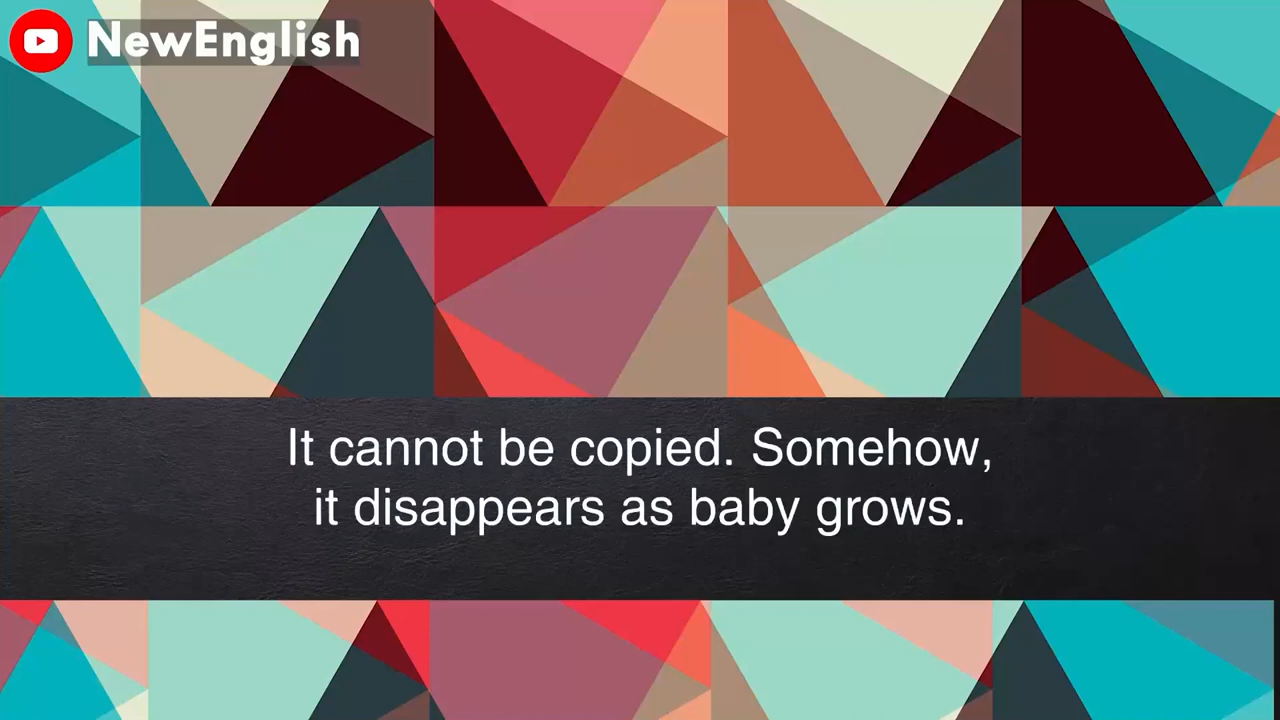 NewEnglish
It cannot be copied. Somehow,
it disappears as baby grows.